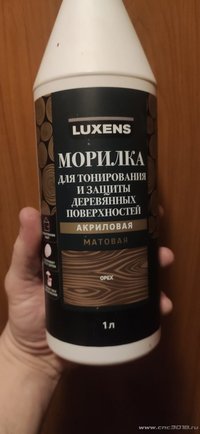 LUXENS
МОРИЛКА
ДЛЯ ТОНИРОВАНИЯ
И ЗАЩИТЫ
ДЕРЕВЯННЫХ
ПОВЕРХНОСТЕЙ
АКРИЛОВАЯ
МАТОВАЯ
ОРЕХ
1 л
www.cnc3018.ru